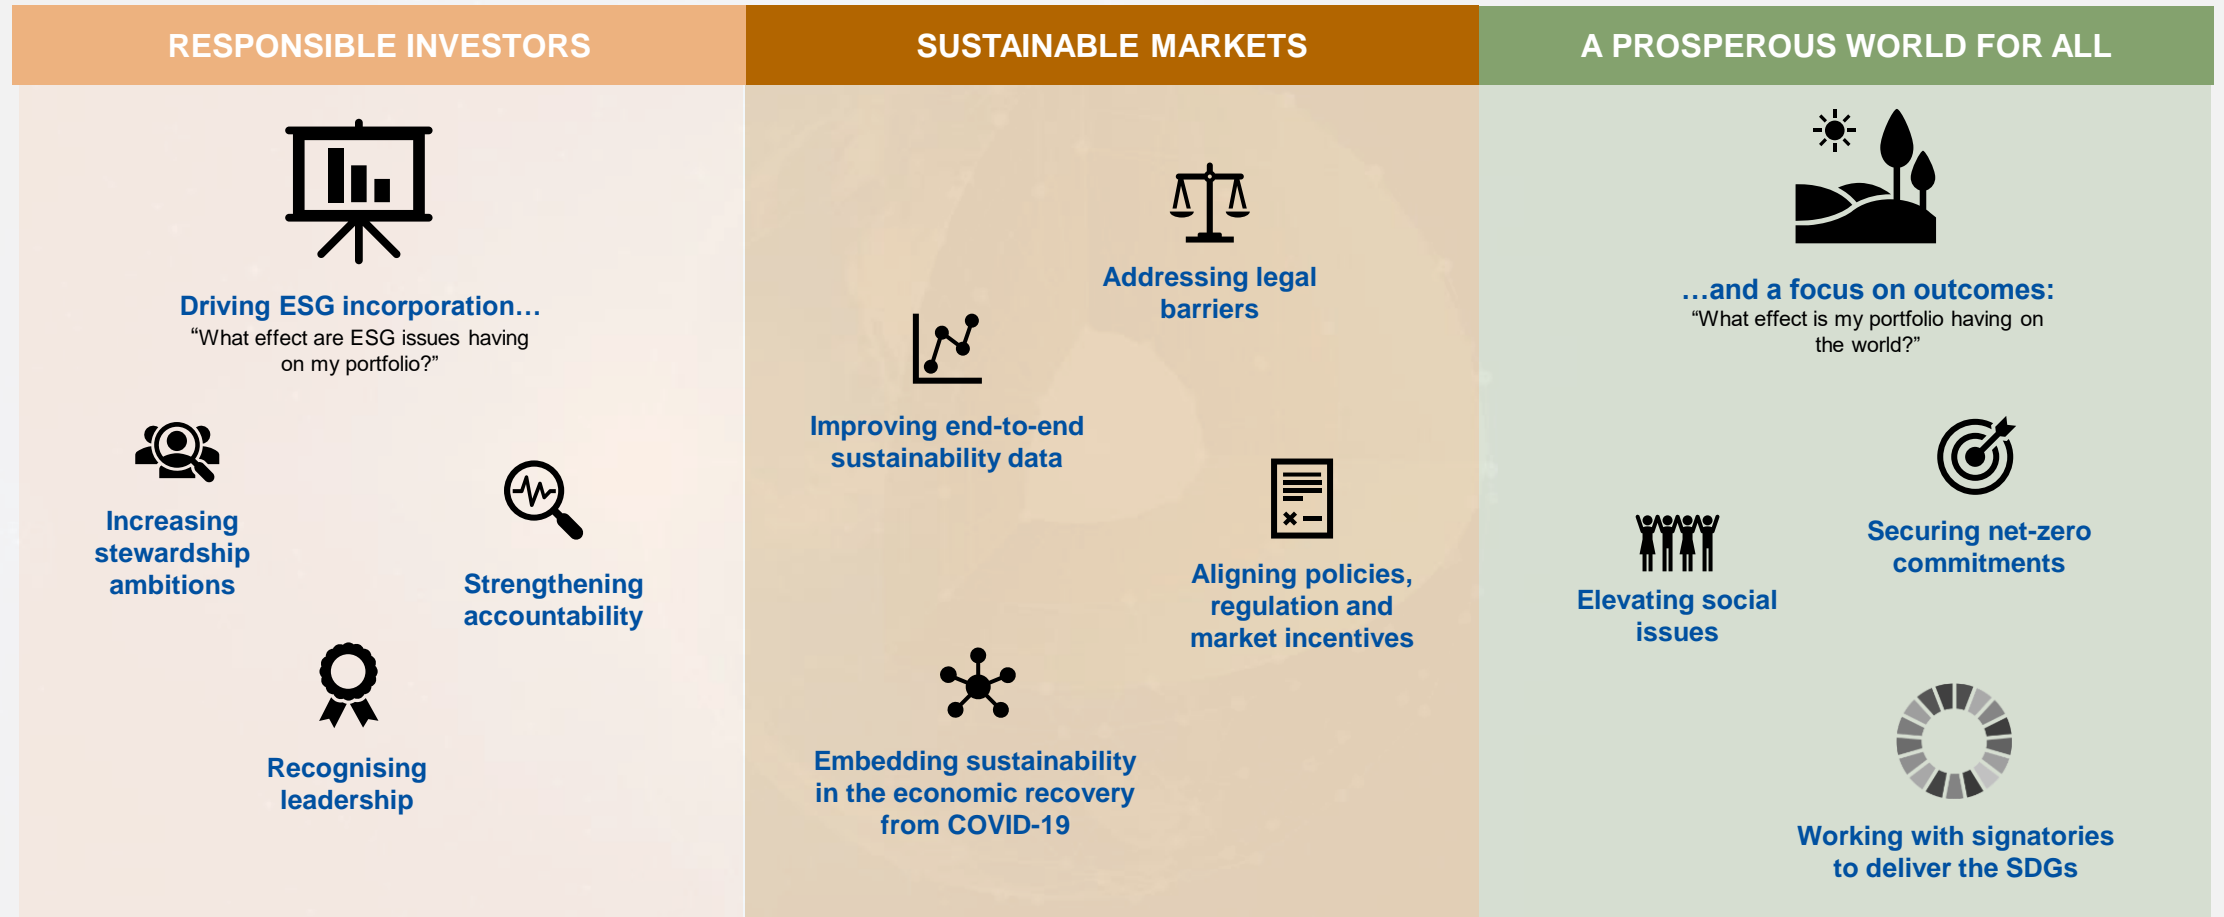 RESPONSIBLE INVESTORS
Driving ESG incorporation…
“What effect are ESG issues having
on my portfolio?”
Increasing
stewardship
ambitions
Strengthening
accountability
Recognising
leadership
SUSTAINABLE MARKETS
Addressing legal
barriers
Improving end-to-end
sustainability data
Aligning policies,
regulation and
market incentives
Embedding sustainability
in the economic recovery
from COVID-19
A PROSPEROUS WORLD FOR ALL
…and a focus on outcomes:
“What effect is my portfolio having on
the world?”
Securing net-zero
commitments
Elevating social
issues
Working with signatories
to deliver the SDGs